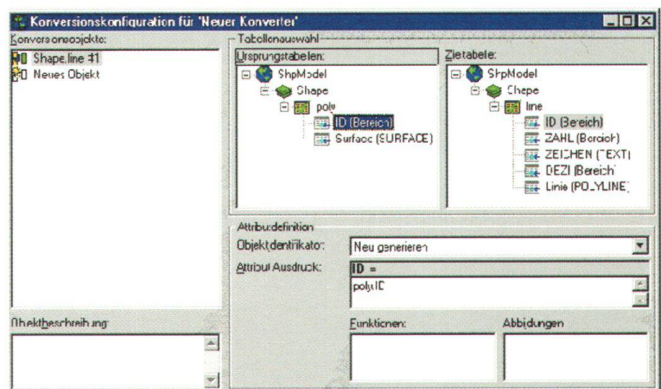 Konversionskonfiguration für 'Neuer Konverter'
Konversionsobjekte:
Shape.line #1
Neues Objekt
Objektbeschreibung:
Tabellenauswahl
Ursprungstabellen:
ShpModel
Shape
poly
ID (Bereich)
Surface (SURFACE)
Zieltabelle:
ShpModel
Shape
line
ID (Bereich)
ZAHL (Bereich)
ZEICHEN (TEXT)
DEZI (Bereich)
Linie (POLYLINE)
Attributdefinition
Objektidentifikator:
Neu generieren
Attribut Ausdruck:
ID =
poly.ID
Funktionen:
Abbildungen